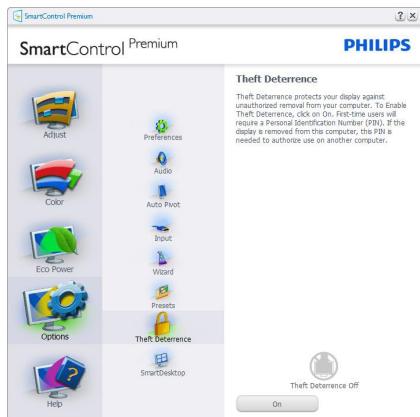 SmartControl Premium
SmartControl Premium
PHILIPS
Adjust
Color
Eco Power
Options
Help
Preferences
Audio
Auto Pivot
Input
Wizard
Presets
Theft Deterrence
SmartDesktop
Theft Deterrence
Theft Deterrence protects your display against
unauthorized removal from your computer. To Enable
Theft Deterrence, click on On. First-time users will
require a Personal Identification Number (PIN). If the
display is removed from this computer, this PIN is
needed to authorize use on another computer.
Theft Deterrence Off
On